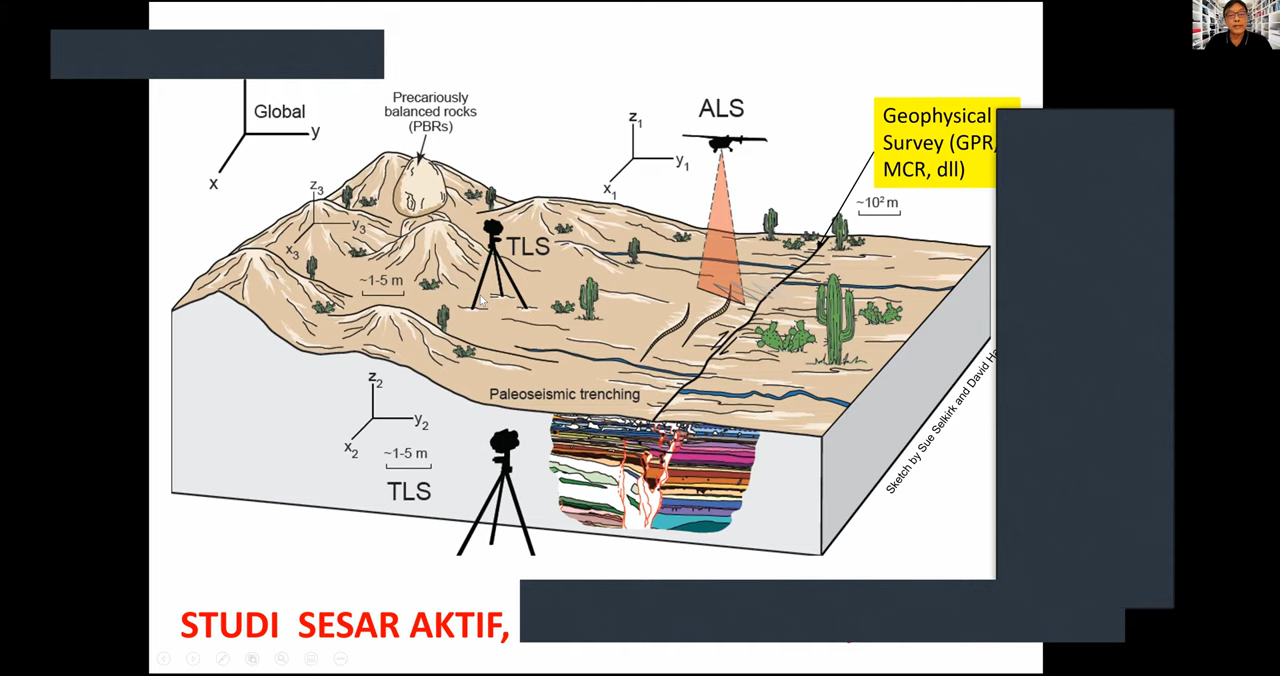 Global
y
x
Precariously
balanced rocks
(PBRs)
ALS
z1
y1
x1
Geophysical
Survey (GPR,
MCR, dll)
~10² m
z3
y3
x3
TLS
~1-5 m
Paleoseismic trenching
z2
y2
x2
~1-5 m
TLS
Sketch by Sue Selkirk and David
STUDI SESAR AKTIF,